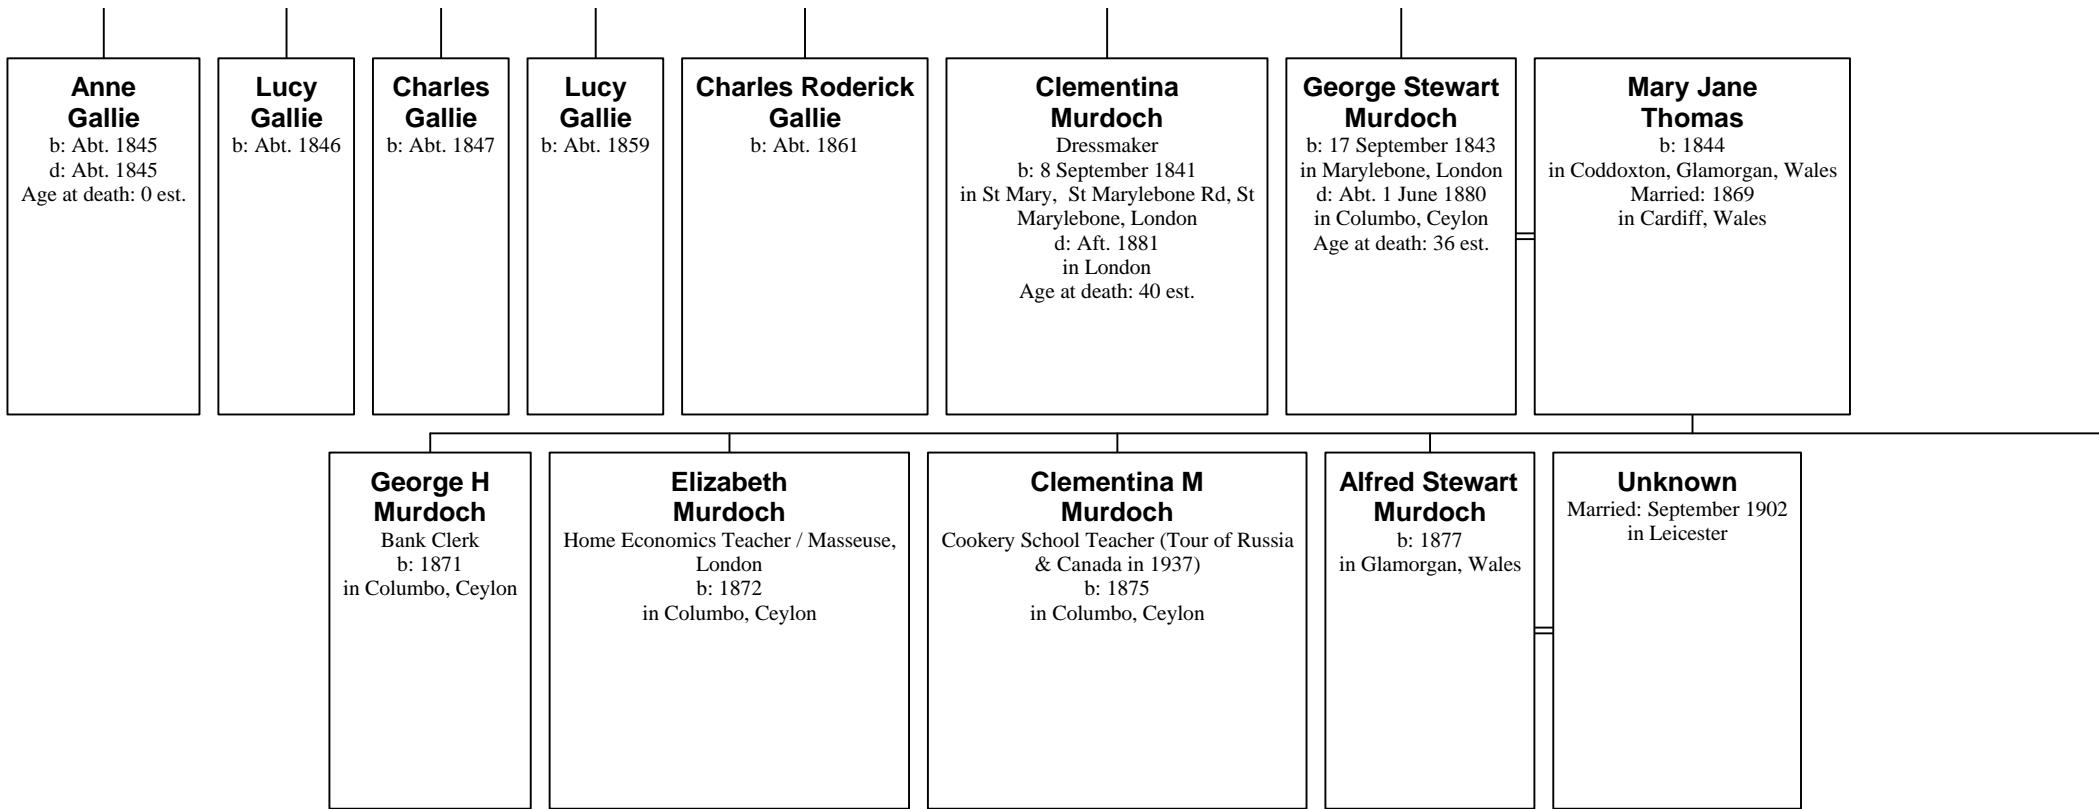 Anne
Gallie
b: Abt. 1845
d: Abt. 1845
Age at death: 0 est.
Lucy
Gallie
b: Abt. 1846
Charles
Gallie
b: Abt. 1847
Lucy
Gallie
b: Abt. 1859
Charles Roderick
Gallie
b: Abt. 1861
Clementina
Murdoch
Dressmaker
b: 8 September 1841
in St Mary,  St Marylebone Rd, St
Marylebone, London
d: Aft. 1881
in London
Age at death: 40 est.
George Stewart
Murdoch
b: 17 September 1843
in Marylebone, London
d: Abt. 1 June 1880
in Columbo, Ceylon
Age at death: 36 est.
Mary Jane
Thomas
b: 1844
in Coddoxton, Glamorgan, Wales
Married: 1869
in Cardiff, Wales
George H
Murdoch
Bank Clerk
b: 1871
in Columbo, Ceylon
Elizabeth
Murdoch
Home Economics Teacher / Masseuse,
London
b: 1872
in Columbo, Ceylon
Clementina M
Murdoch
Cookery School Teacher (Tour of Russia
& Canada in 1937)
b: 1875
in Columbo, Ceylon
Alfred Stewart
Murdoch
b: 1877
in Glamorgan, Wales
Unknown
Married: September 1902
in Leicester